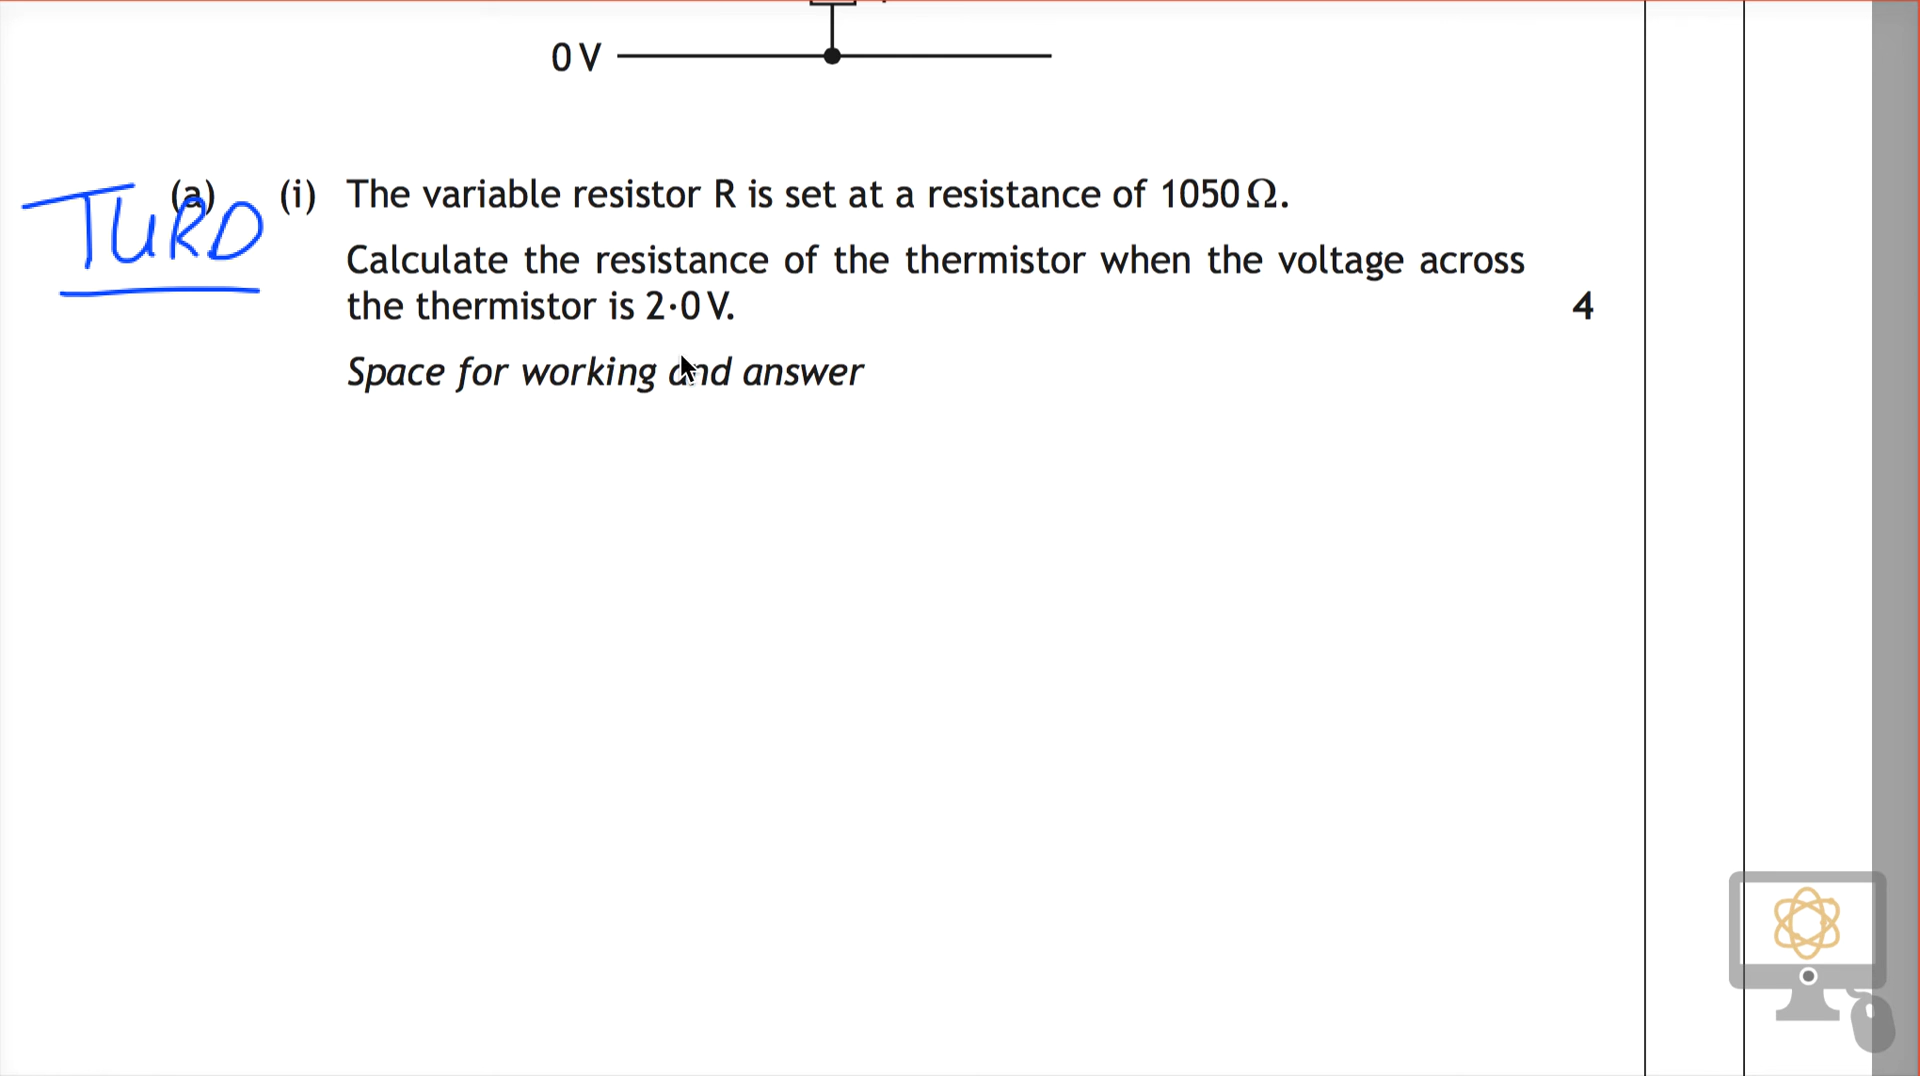 0 V
(a) (i) The variable resistor R is set at a resistance of 1050 Ω.
TURD
Calculate the resistance of the thermistor when the voltage across
the thermistor is 2·0 V. 4
Space for working and answer